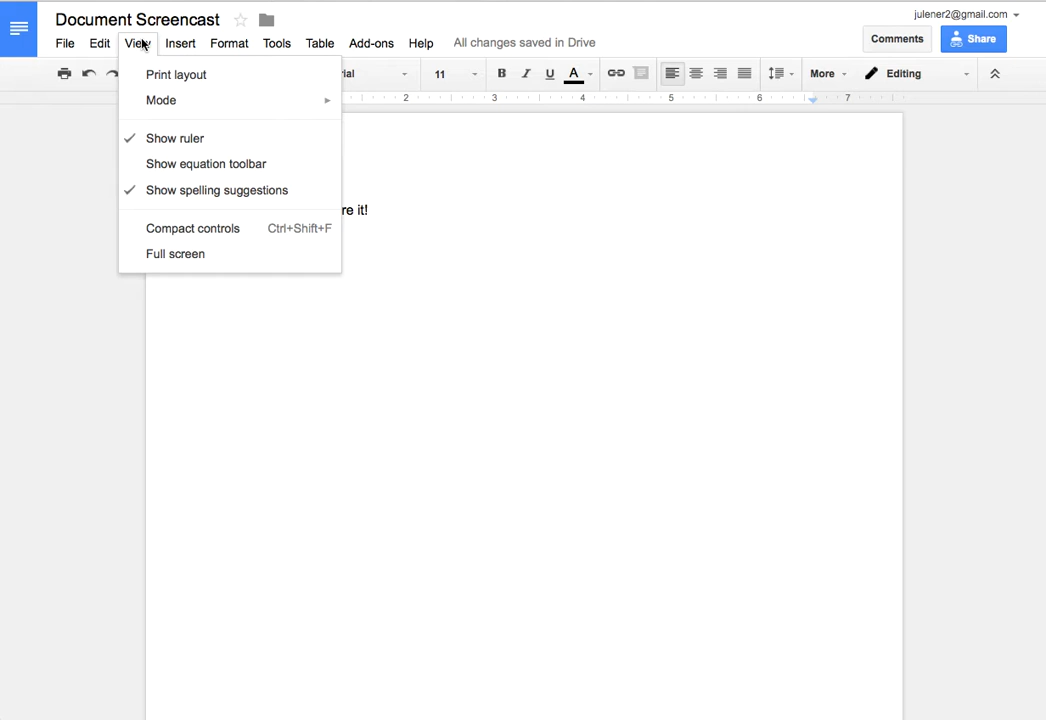 Document Screencast
julener2@gmail.com
File Edit View Insert Format Tools Table Add-ons Help All changes saved in Drive
Comments
Share
11 B I U A More Editing
2 3 4 5 6 7
Print layout
Mode
Show ruler
Show equation toolbar
Show spelling suggestions
it!
Compact controls Ctrl+Shift+F
Full screen